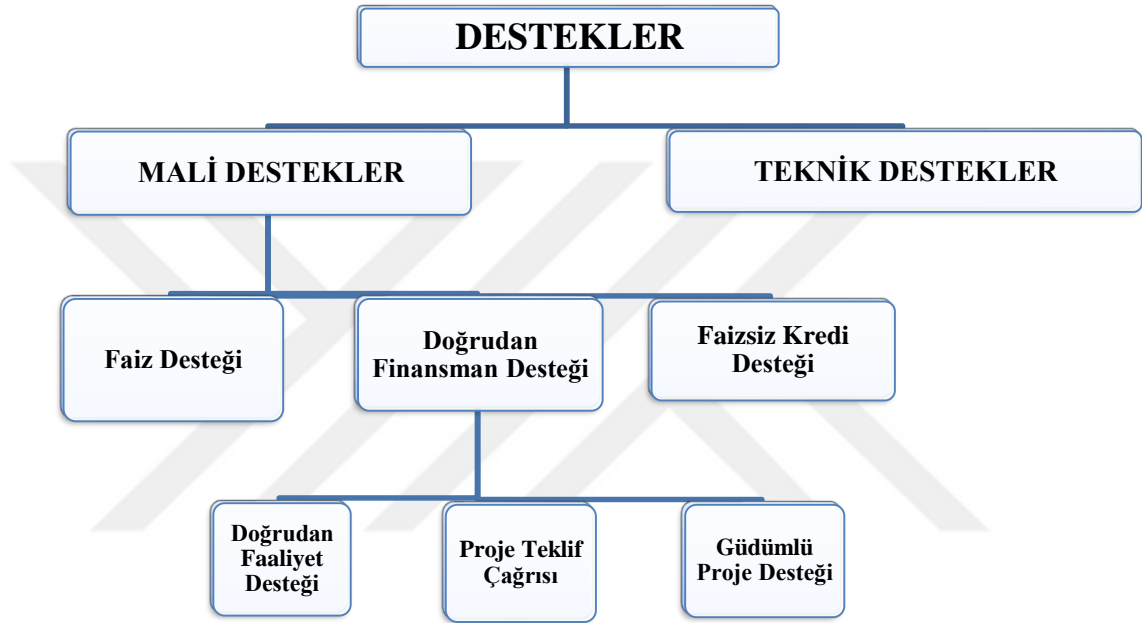 DESTEKLER
MALİ DESTEKLER
TEKNİK DESTEKLER
Faiz Desteği
Doğrudan
Finansman Desteği
Faizsiz Kredi
Desteği
Doğrudan
Faaliyet
Desteği
Proje Teklif
Çağrısı
Güdümlü
Proje Desteği